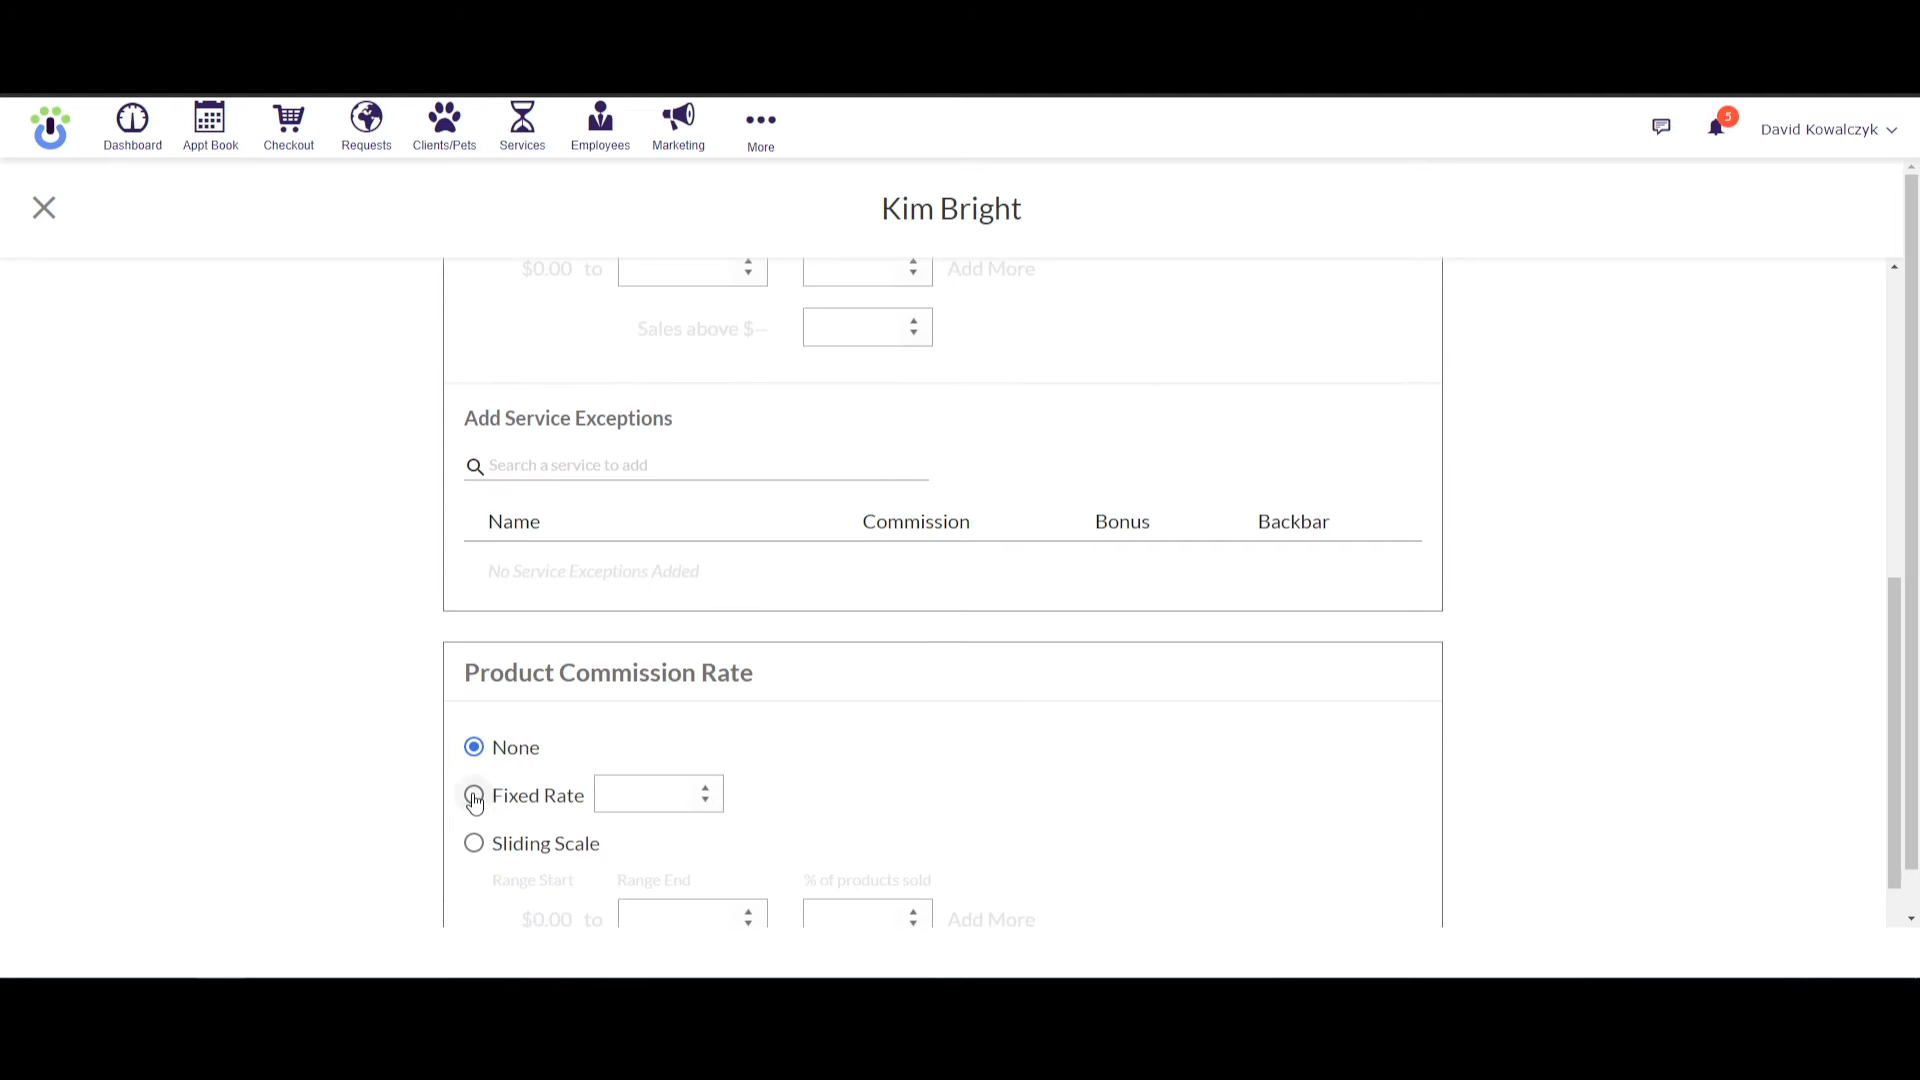 Dashboard
Appt Book
Checkout
Requests
Clients/Pets
Services
Employees
Marketing
More
5
David Kowalczyk
Kim Bright
$0.00 to
Add More
Sales above $--
Add Service Exceptions
Search a service to add
Name Commission Bonus Backbar
No Service Exceptions Added
Product Commission Rate
None
Fixed Rate
Sliding Scale
Range Start Range End % of products sold
$0.00 to Add More